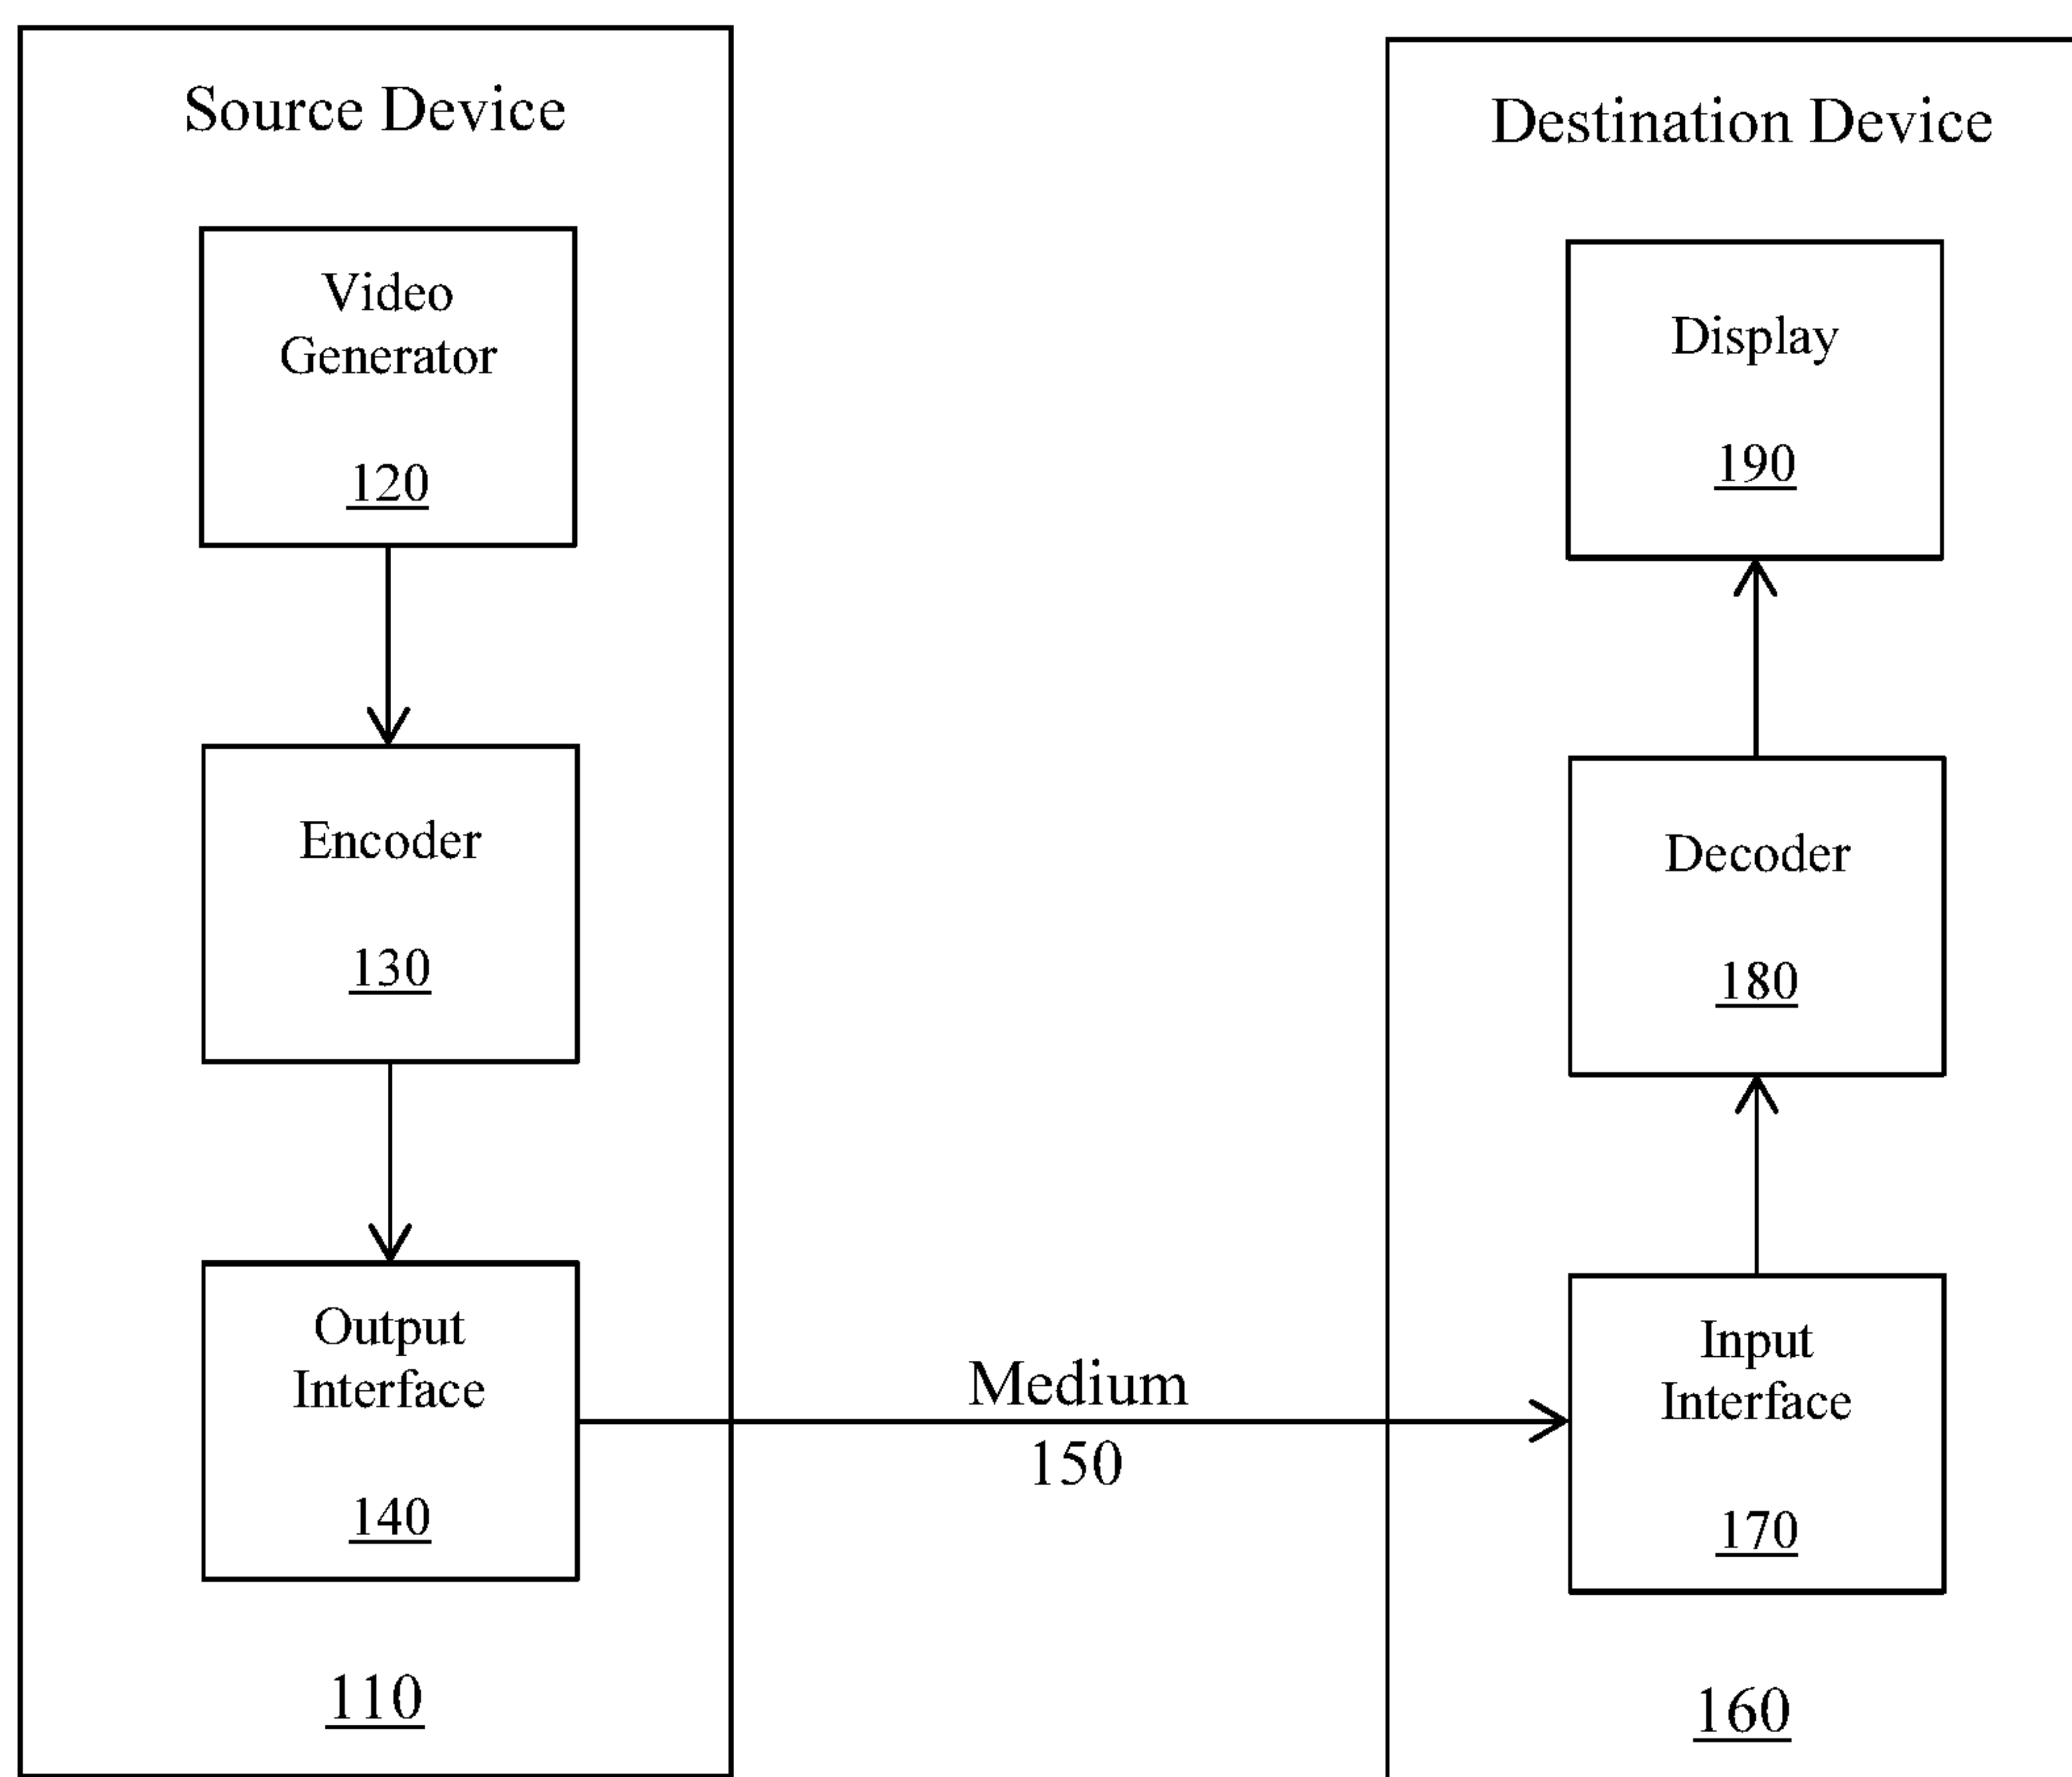 Source Device
Video
Generator
120
Encoder
130
Output
Interface
140
110
Medium
150
Destination Device
Display
190
Decoder
180
Input
Interface
170
160